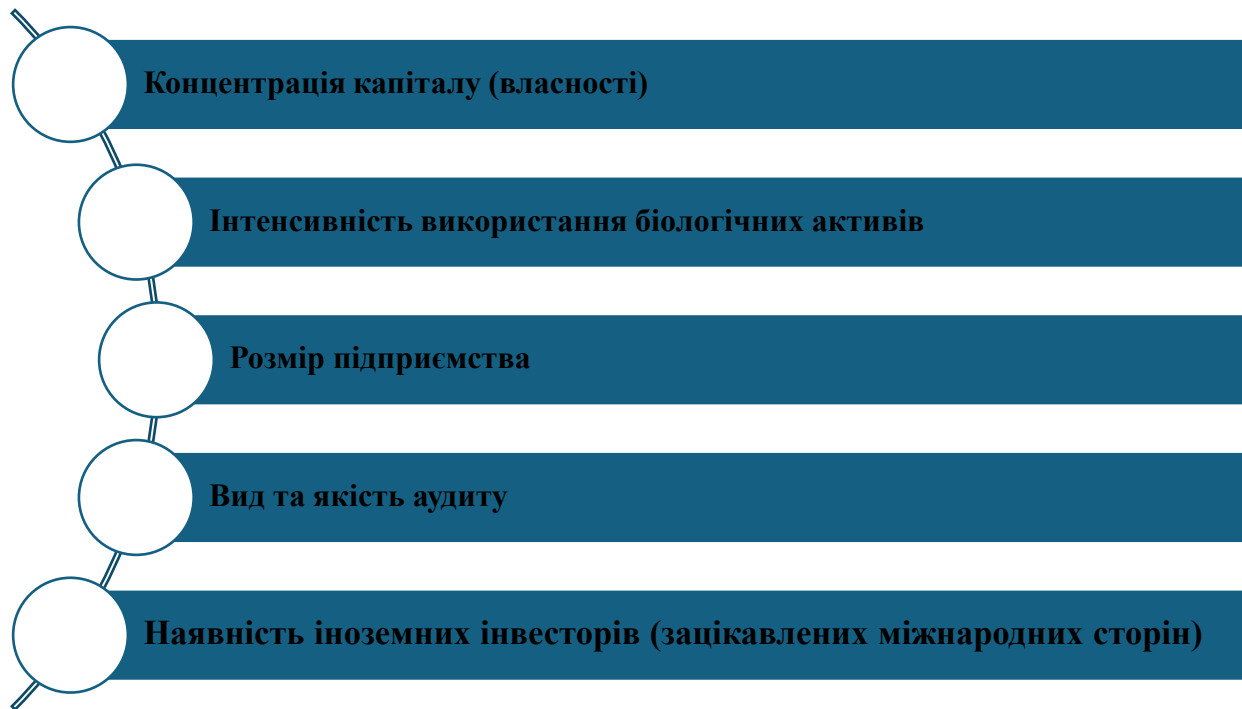 Концентрація капіталу (власності)
Інтенсивність використання біологічних активів
Розмір підприємства
Вид та якість аудиту
Наявність іноземних інвесторів (зацікавлених міжнародних сторін)